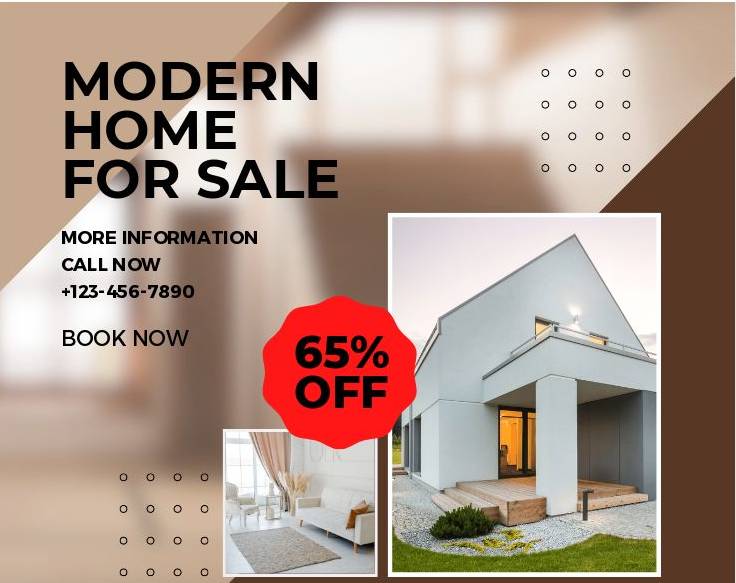 MODERN
HOME
FOR SALE
MORE INFORMATION
CALL NOW
+123-456-7890
BOOK NOW
65%
OFF